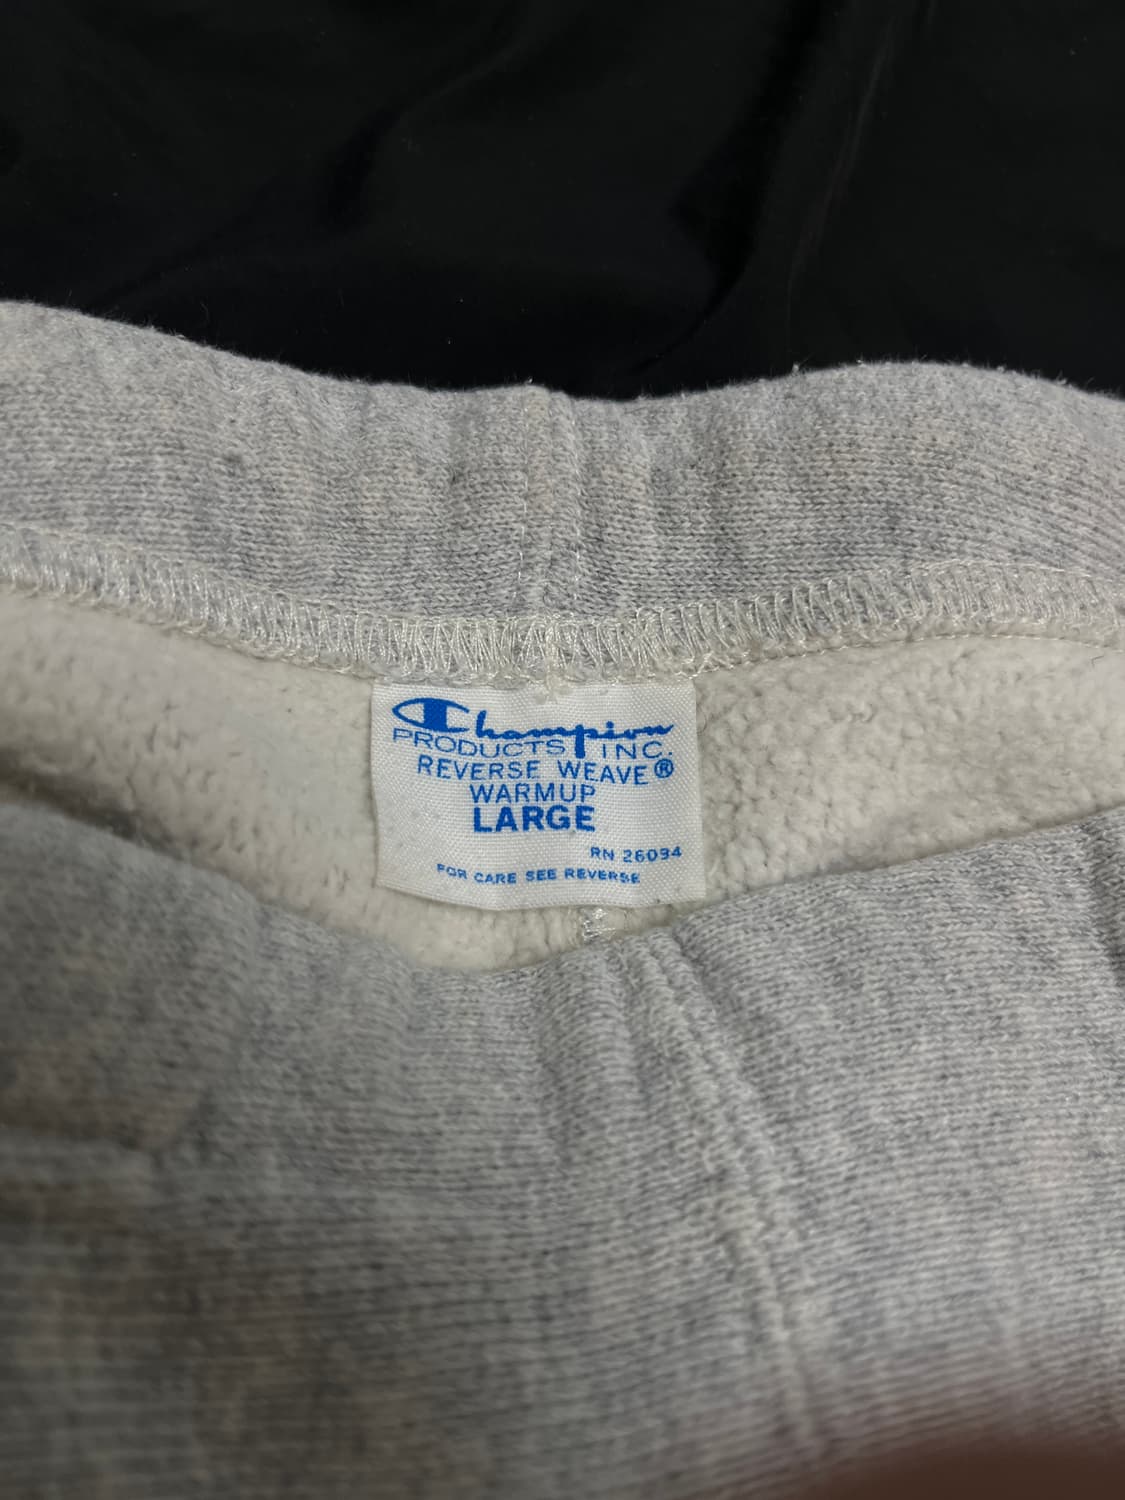 Champion
PRODUCTS INC.
REVERSE WEAVE®
WARMUP
LARGE
RN 26094
FOR CARE SEE REVERSE